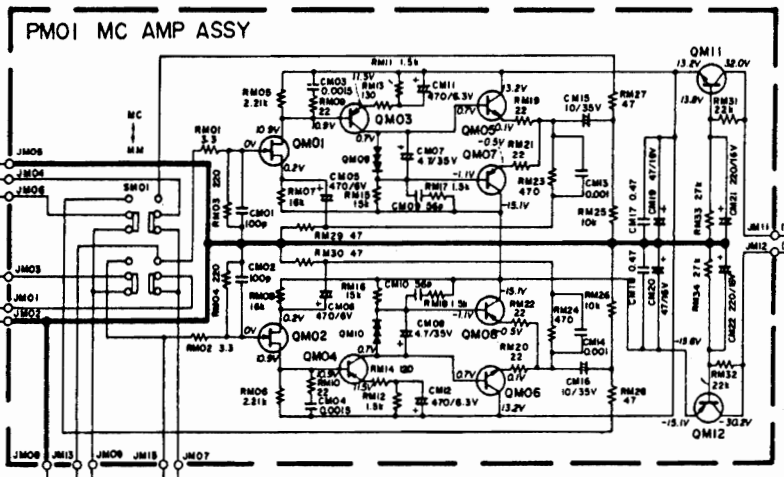 PM01 MC AMP ASSY
QM11
13.2V
32.0V
13.8V
RM11 1.5k
11.5V
CM03
0.0015
RM09
22
RM13
130
CM11
470/6.3V
13.2V
RM05
2.21k
10.9V
QM03
0.7V
0.7V
QM05
0.1V
RM19
22
CM15
10/35V
RM27
47
RM31
22k
MC
MM
RM01
3.3
0V
10.9V
QM01
0.2V
QM09
CM07
4.7/35V
-0.5V
QM07
-1.1V
RM21
22
JM05
JM04
JM06
SM01
220
RM03
CM01
100p
RM07
16k
CM05
470/6V
RM15
15k
CM09 56p
RM17 1.5k
-15.1V
RM23
470
CM13
0.001
RM25
10k
CM17 0.47
CM19 47/16V
RM33 27k
CM21 220/16V
RM29 47
RM30 47
JM11
JM12
JM03
JM01
JM02
RM04 220
CM02
100p
RM08
16k
0.2V
CM06
470/6V
RM16
15k
CM10 56p
RM18 1.5k
-15.1V
-1.1V
QM08
-0.5V
RM22
22
RM24
470
RM26
10k
CM18 0.47
CM20
47/16V
RM34 27k
CM22 220/16V
RM02 3.3
0V
QM02
10.9V
QM10
CM08
4.7/35V
RM20
22
CM14
0.001
-15.6V
QM04
0.7V
10.9V
11.5V
RM14 120
0.7V
0.1V
QM06
13.2V
CM16
10/35V
RM28 47
RM32
22k
RM06
2.21k
RM10
22
CM04
0.0015
RM12
1.5k
CM12
470/6.3V
-15.1V
-30.2V
QM12
JM08
JM13
JM09
JM15
JM07